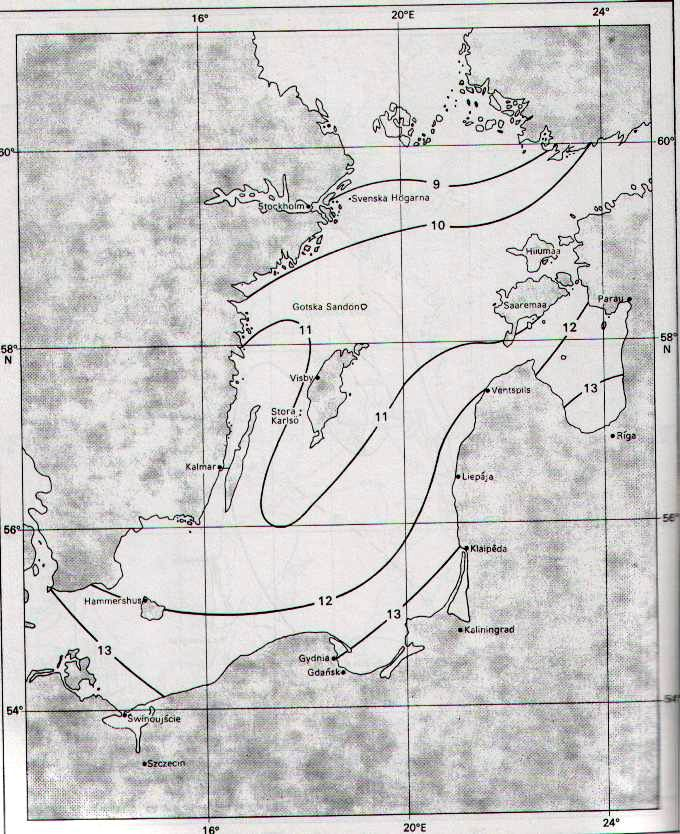 16°
20°E
24°
60°
60°
9
Stockholm
Svenska Högarna
10
Hiiumaa
Gotska Sandön
Saaremaa
Parau
11
12
58°
N
58°
N
Visby
13
Ventspils
Stora
Karlsö
11
Riga
Kalmar
Liepāja
56°
56°
Klaipėda
Hammershus
12
13
Kaliningrad
13
Gydnia
Gdańsk
54°
54°
Świnoujście
Szczecin
16°
20°E
24°